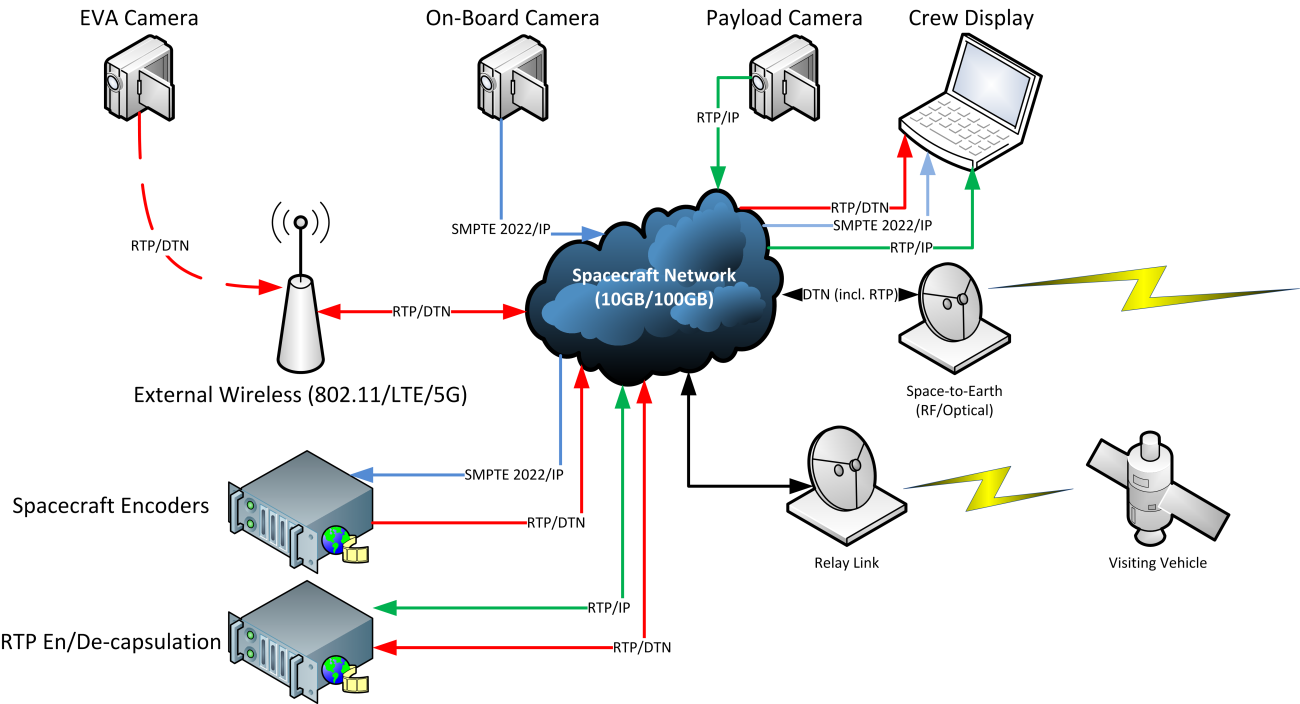 EVA Camera
On-Board Camera
Payload Camera
Crew Display
RTP/IP
RTP/DTN
SMPTE 2022/IP
SMPTE 2022/IP
RTP/DTN
RTP/IP
Spacecraft Network
(10GB/100GB)
DTN (incl. RTP)
RTP/DTN
External Wireless (802.11/LTE/5G)
Space-to-Earth
(RF/Optical)
SMPTE 2022/IP
Spacecraft Encoders
RTP/DTN
Relay Link
Visiting Vehicle
RTP/IP
RTP En/De-capsulation
RTP/DTN